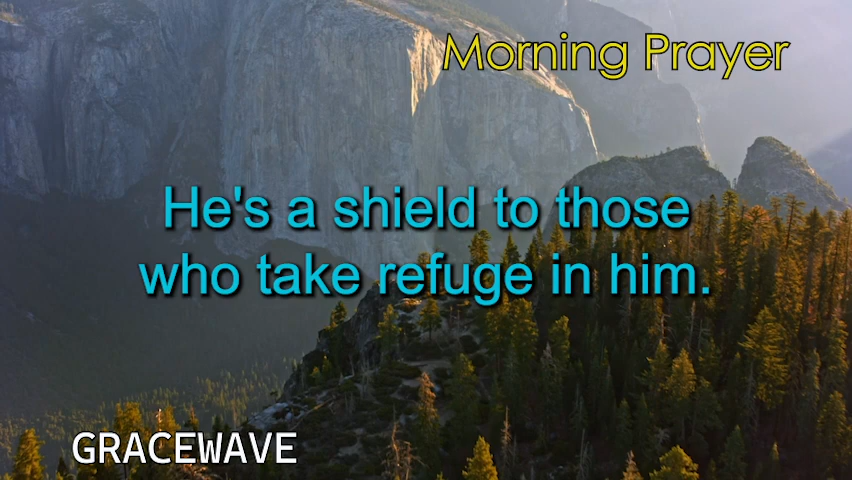 Morning Prayer
He's a shield to those
who take refuge in him.
GRACEWAVE